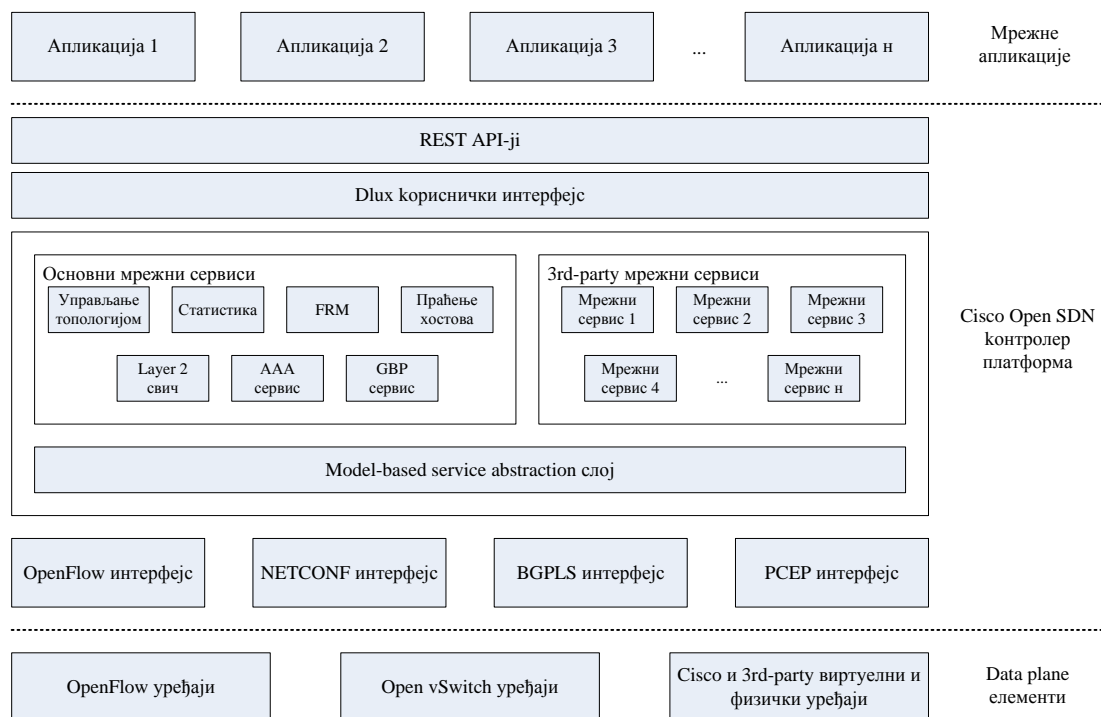 Апликација 1
Апликација 2
Апликација 3
...
Апликација н
Мрежне
апликације
REST API-ji
Dlux kориснички интерфејс
Основни мрежни сервиси
Управљање
топологијом
Статистика
FRM
Праћење
хостова
Layer 2
свич
AAA
сервис
GBP
сервис
3rd-party мрежни сервиси
Мрежни
сервис 1
Мрежни
сервис 2
Мрежни
сервис 3
Мрежни
сервис 4
...
Мрежни
сервис н
Model-based service abstraction слој
Cisco Open SDN
kонтролер
платформа
OpenFlow интерфејс
NETCONF интерфејс
BGPLS интерфејс
PCEP интерфејс
OpenFlow уређаји
Open vSwitch уређаји
Cisco и 3rd-party виртуелни и
физички уређаји
Data plane
елементи